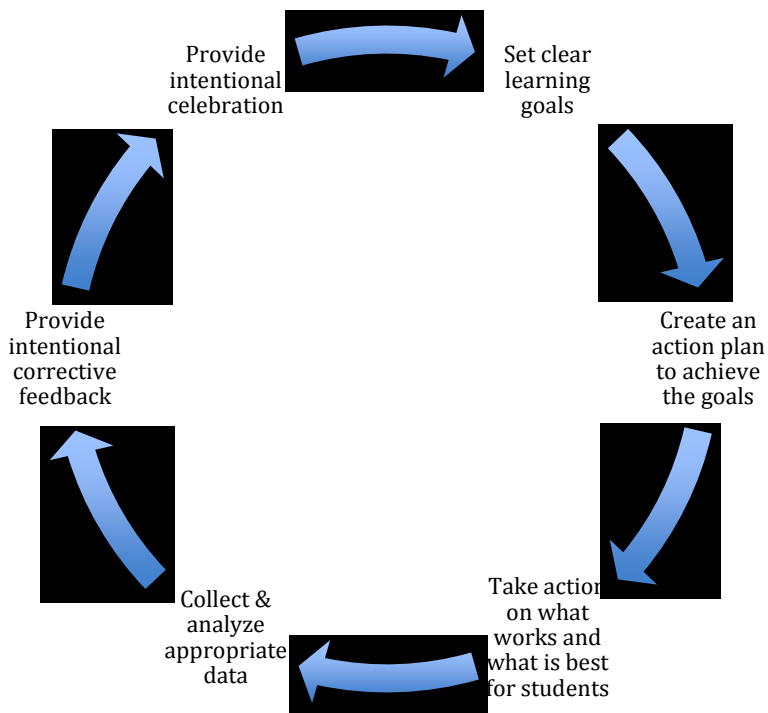 Provide
intentional
celebration
Set clear
learning
goals
Create an
action plan
to achieve
the goals
Take action
on what
works and
what is best
for students
Collect &
analyze
appropriate
data
Provide
intentional
corrective
feedback